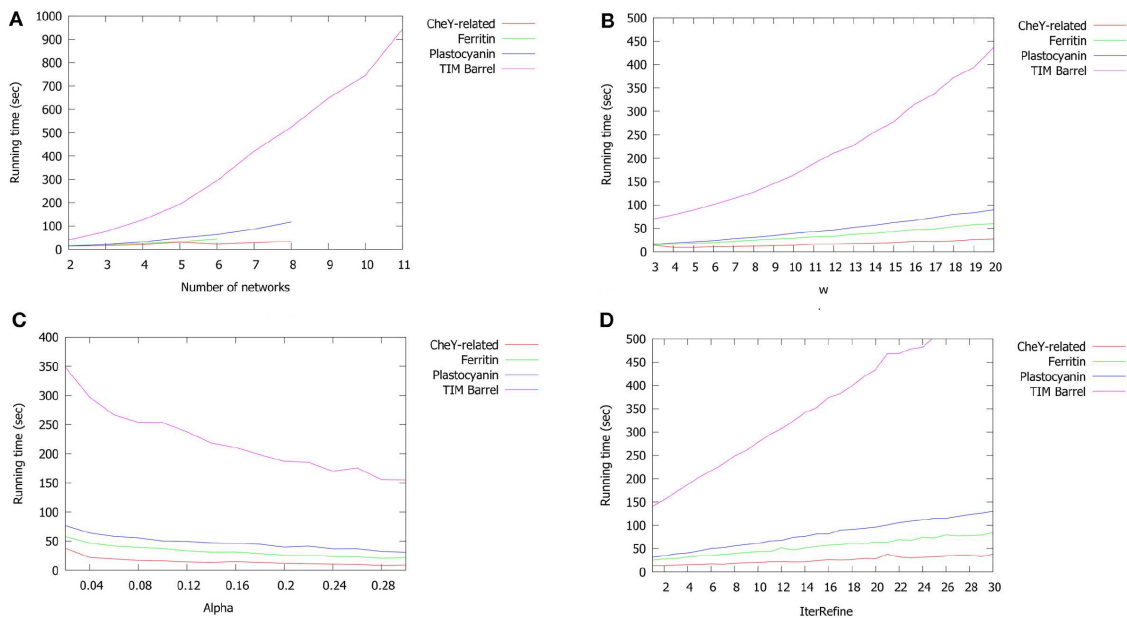 A
1000
900
800
700
600
500
400
300
200
100
0
2 3 4 5 6 7 8 9 10 11
Running time (sec)
Number of networks
CheY-related
Ferritin
Plastocyanin
TIM Barrel
B
500
450
400
350
300
250
200
150
100
50
0
3 4 5 6 7 8 9 10 11 12 13 14 15 16 17 18 19 20
Running time (sec)
w
CheY-related
Ferritin
Plastocyanin
TIM Barrel
C
400
350
300
250
200
150
100
50
0
0.04 0.08 0.12 0.16 0.2 0.24 0.28
Running time (sec)
Alpha
CheY-related
Ferritin
Plastocyanin
TIM Barrel
D
500
450
400
350
300
250
200
150
100
50
0
2 4 6 8 10 12 14 16 18 20 22 24 26 28 30
Running time (sec)
IterRefine
CheY-related
Ferritin
Plastocyanin
TIM Barrel